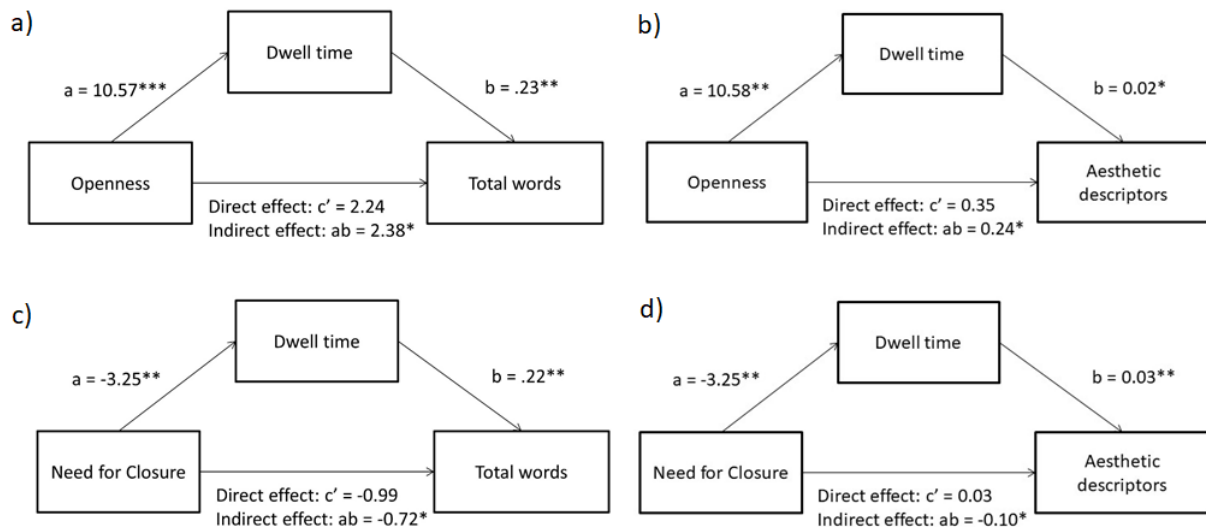 a)
Dwell time
a = 10.57***
b = .23**
Openness
Total words
Direct effect: c’ = 2.24
Indirect effect: ab = 2.38*
b)
Dwell time
a = 10.58**
b = 0.02*
Openness
Aesthetic
descriptors
Direct effect: c’ = 0.35
Indirect effect: ab = 0.24*
c)
Dwell time
a = -3.25**
b = .22**
Need for Closure
Total words
Direct effect: c’ = -0.99
Indirect effect: ab = -0.72*
d)
Dwell time
a = -3.25**
b = 0.03**
Need for Closure
Aesthetic
descriptors
Direct effect: c’ = 0.03
Indirect effect: ab = -0.10*